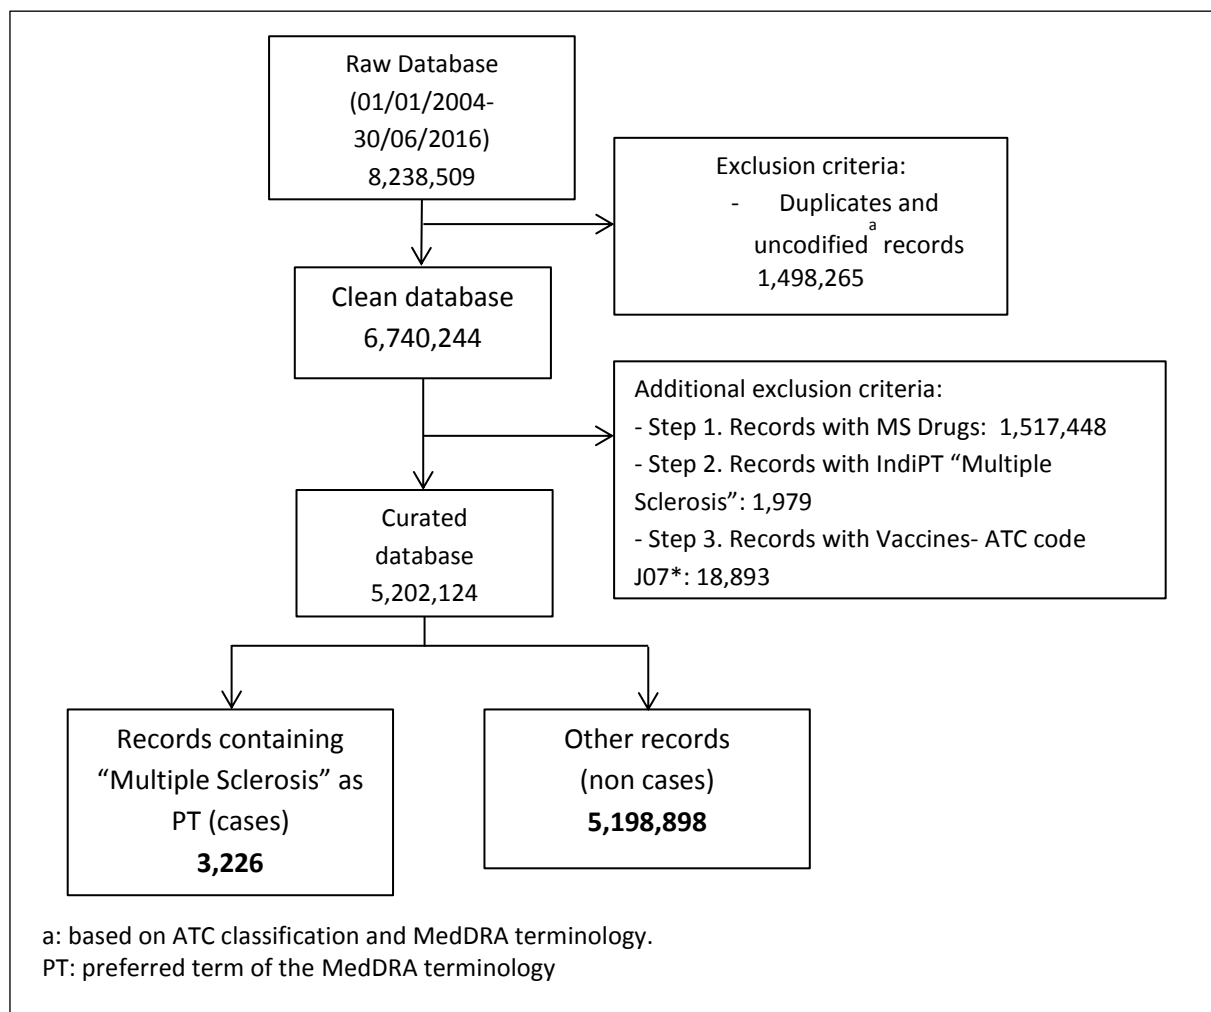 Raw Database
(01/01/2004-
30/06/2016)
8,238,509
Exclusion criteria:
- Duplicates and
uncodifiedᵃ records
1,498,265
Clean database
6,740,244
Additional exclusion criteria:
- Step 1. Records with MS Drugs: 1,517,448
- Step 2. Records with IndiPT “Multiple
Sclerosis”: 1,979
- Step 3. Records with Vaccines- ATC code
J07*: 18,893
Curated
database
5,202,124
Records containing
“Multiple Sclerosis” as
PT (cases)
3,226
Other records
(non cases)
5,198,898
a: based on ATC classification and MedDRA terminology.
PT: preferred term of the MedDRA terminology